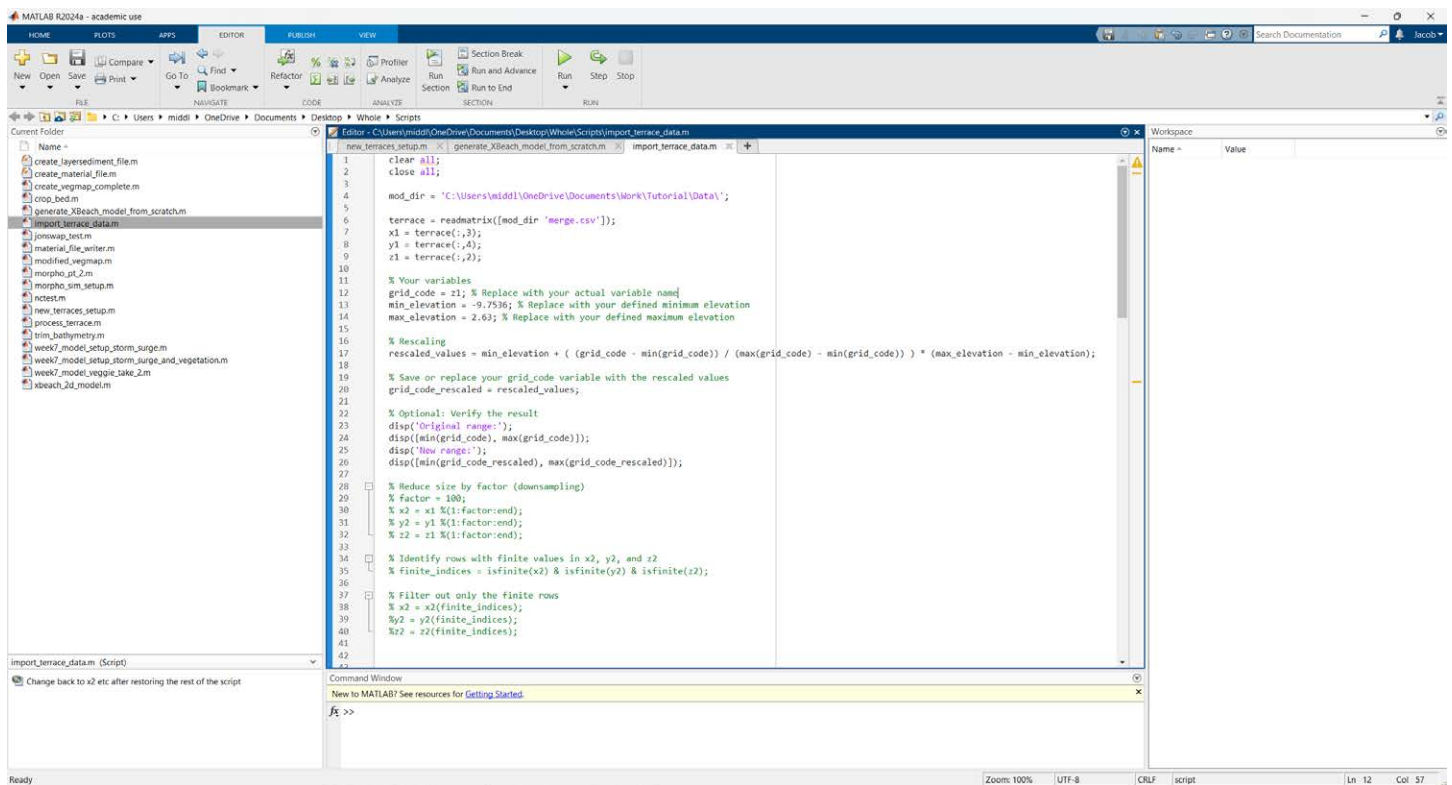 MATLAB R2024a - academic use
HOME PLOTS APPS EDITOR PUBLISH VIEW
Search Documentation Jacob
New Open Save Compare Print Go To Find Bookmark Refactor Profiler Analyze Run Section Section Break Run and Advance Run to End Run Step Stop
FILE NAVIGATE CODE ANALYZE SECTION RUN
C: Users middl OneDrive Documents Desktop Whole Scripts
Current Folder
Name
create_layersediment_file.m
create_material_file.m
create_vegmap_complete.m
crop_bed.m
generate_XBeach_model_from_scratch.m
import_terrace_data.m
jonswap_test.m
material_file_writer.m
modified_vegmap.m
morpho_pt_2.m
morpho_sim_setup.m
nctest.m
new_terraces_setup.m
process_terrace.m
trim_bathymetry.m
week7_model_setup_storm_surge.m
week7_model_setup_storm_surge_and_vegetation.m
week7_model_veggie_take_2.m
xbeach_2d_model.m
import_terrace_data.m (Script)
Change back to x2 etc after restoring the rest of the script
Editor - C:\Users\middl\OneDrive\Documents\Desktop\Whole\Scripts\import_terrace_data.m
new_terraces_setup.m generate_XBeach_model_from_scratch.m import_terrace_data.m
1 clear all;
2 close all;
3
4 mod_dir = 'C:\Users\middl\OneDrive\Documents\Work\Tutorial\Data\';
5
6 terrace = readmatrix([mod_dir 'merge.csv']);
7 x1 = terrace(:,3);
8 y1 = terrace(:,4);
9 z1 = terrace(:,2);
10
11 % Your variables
12 grid_code = z1; % Replace with your actual variable name
13 min_elevation = -9.7536; % Replace with your defined minimum elevation
14 max_elevation = 2.63; % Replace with your defined maximum elevation
15
16 % Rescaling
17 rescaled_values = min_elevation + ( (grid_code - min(grid_code)) / (max(grid_code) - min(grid_code)) ) * (max_elevation - min_elevation);
18
19 % Save or replace your grid_code variable with the rescaled values
20 grid_code_rescaled = rescaled_values;
21
22 % Optional: Verify the result
23 disp('Original range:');
24 disp([min(grid_code), max(grid_code)]);
25 disp('New range:');
26 disp([min(grid_code_rescaled), max(grid_code_rescaled)]);
27
28 % Reduce size by factor (downsampling)
29 % factor = 100;
30 % x2 = x1 %(1:factor:end);
31 % y2 = y1 %(1:factor:end);
32 % z2 = z1 %(1:factor:end);
33
34 % Identify rows with finite values in x2, y2, and z2
35 % finite_indices = isfinite(x2) & isfinite(y2) & isfinite(z2);
36
37 % Filter out only the finite rows
38 % x2 = x2(finite_indices);
39 %y2 = y2(finite_indices);
40 %z2 = z2(finite_indices);
41
42
Command Window
New to MATLAB? See resources for Getting Started.
fx >>
Workspace
Name Value
Ready
Zoom: 100% UTF-8 CRLF script Ln 12 Col 57